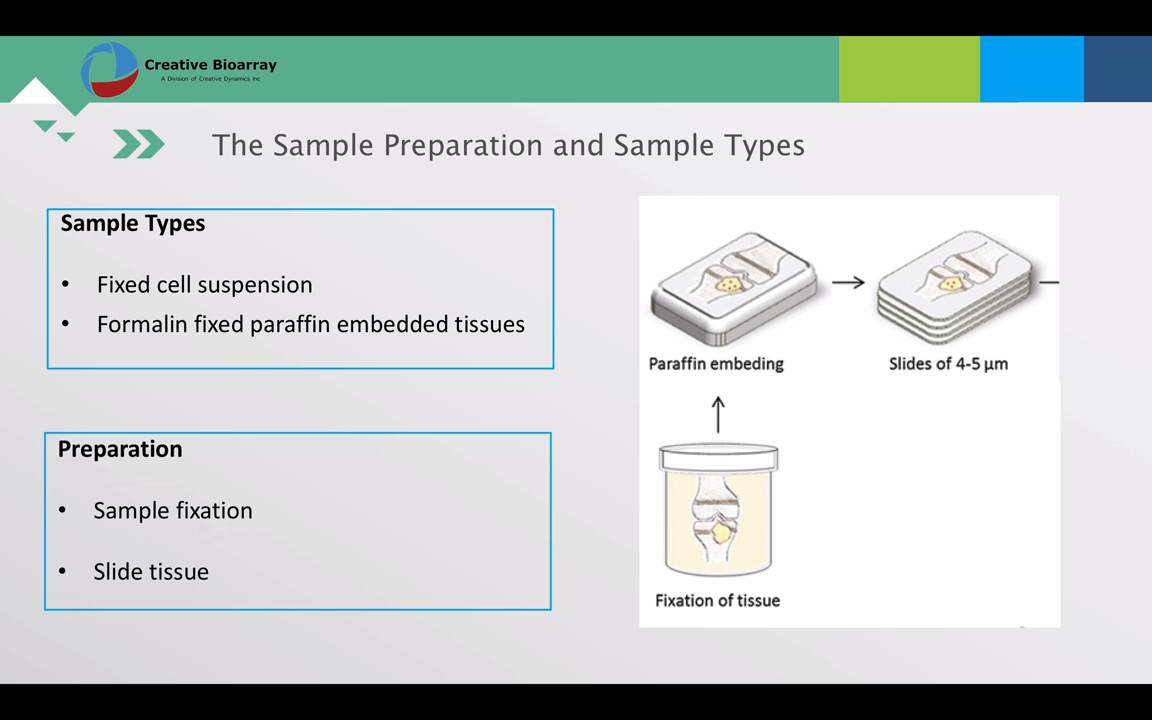 Creative Bioarray
A Division of Creative Dynamics Inc
The Sample Preparation and Sample Types
Sample Types
• Fixed cell suspension
• Formalin fixed paraffin embedded tissues
Preparation
• Sample fixation
• Slide tissue
Paraffin embeding
Slides of 4-5 µm
Fixation of tissue